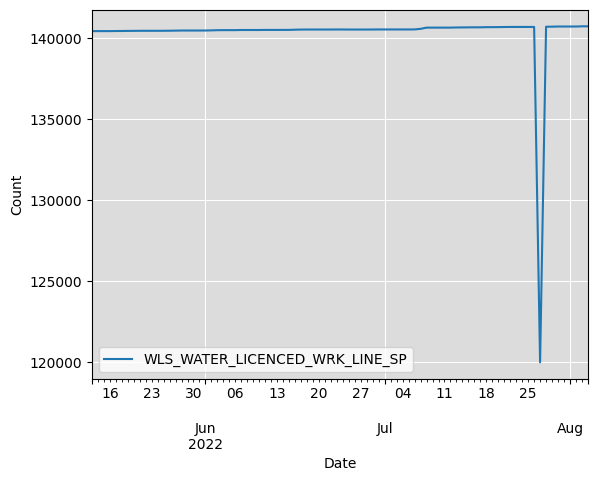 140000
135000
130000
125000
120000
Count
WLS_WATER_LICENCED_WRK_LINE_SP
16 23 30 06 13 20 27 04 11 18 25
Jun Jul Aug
2022
Date